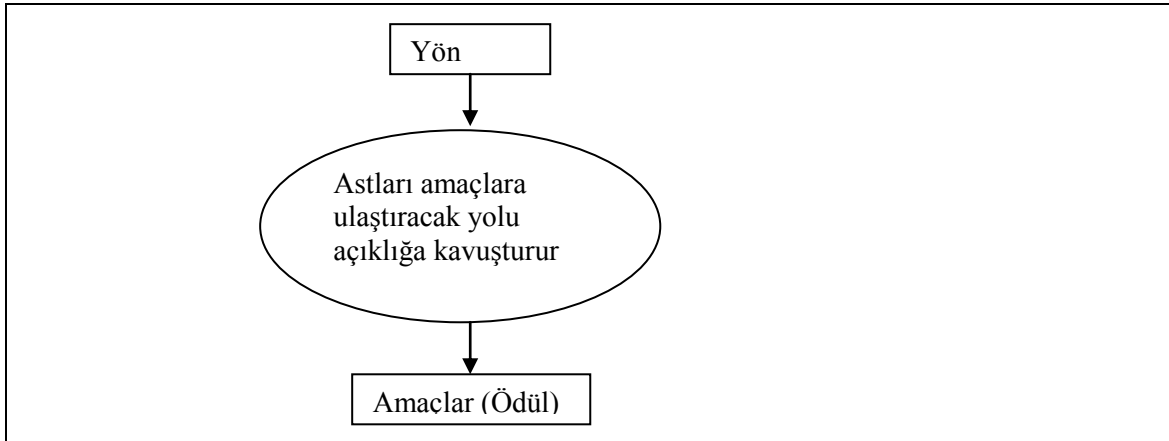 Yön
Astları amaçlara
ulaştıracak yolu
açıklığa kavuşturur
Amaçlar (Ödül)